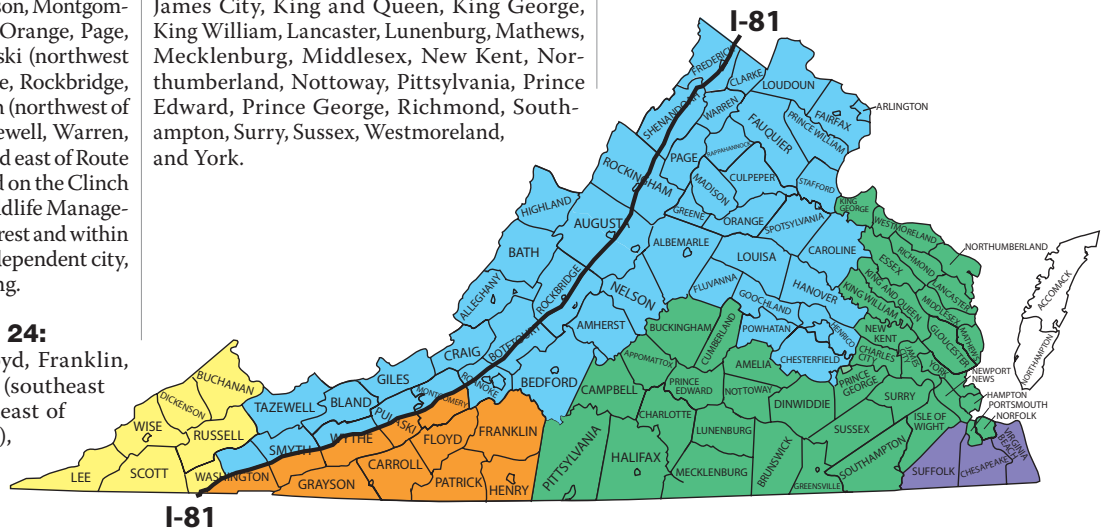 son, Montgom-
Orange, Page,
ski (northwest
e, Rockbridge,
n (northwest of
ewell, Warren,
d east of Route
d on the Clinch
ldlife Manage-
rest and within
dependent city,
ng.
24:
oyd, Franklin,
(southeast
east of
),
James City, King and Queen, King George,
King William, Lancaster, Lunenburg, Mathews,
Mecklenburg, Middlesex, New Kent, Nor-
thumberland, Nottoway, Pittsylvania, Prince
Edward, Prince George, Richmond, South-
ampton, Surry, Sussex, Westmoreland,
and York.
I-81
FREDERICK
CLARKE
LOUDOUN
SHENANDOAH
WARREN
FAUQUIER
FAIRFAX
PRINCE WILLIAM
ARLINGTON
PAGE
RAPPAHANNOCK
ROCKINGHAM
MADISON
CULPEPER
STAFFORD
HIGHLAND
AUGUSTA
GREENE
ORANGE
SPOTSYLVANIA
KING
GEORGE
WESTMORELAND
BATH
ALBEMARLE
LOUISA
CAROLINE
ESSEX
RICHMOND
NORTHUMBERLAND
ALLEGHANY
ROCKBRIDGE
NELSON
FLUVANNA
GOOCHLAND
HANOVER
KING AND QUEEN
KING WILLIAM
LANCASTER
MIDDLESEX
ACCOMACK
AMHERST
BUCKINGHAM
CUMBERLAND
POWHATAN
HENRICO
NEW
KENT
GLOUCESTER
MATHEWS
NORTHAMPTON
CRAIG
BOTETOURT
APPOMATTOX
AMELIA
CHESTERFIELD
CHARLES
CITY
JAMES
CITY
YORK
NEWPORT
NEWS
BUCHANAN
GILES
ROANOKE
BEDFORD
CAMPBELL
PRINCE
EDWARD
NOTTOWAY
PRINCE
GEORGE
SURRY
HAMPTON
PORTSMOUTH
NORFOLK
DICKENSON
TAZEWELL
BLAND
PULASKI
MONTGOMERY
CHARLOTTE
DINWIDDIE
ISLE OF
WIGHT
WISE
RUSSELL
SMYTH
WYTHE
FLOYD
FRANKLIN
PITTSYLVANIA
HALIFAX
LUNENBURG
BRUNSWICK
SUSSEX
SOUTHAMPTON
VIRGINIA
BEACH
LEE
SCOTT
WASHINGTON
GRAYSON
CARROLL
PATRICK
HENRY
MECKLENBURG
GREENSVILLE
SUFFOLK
CHESAPEAKE
I-81